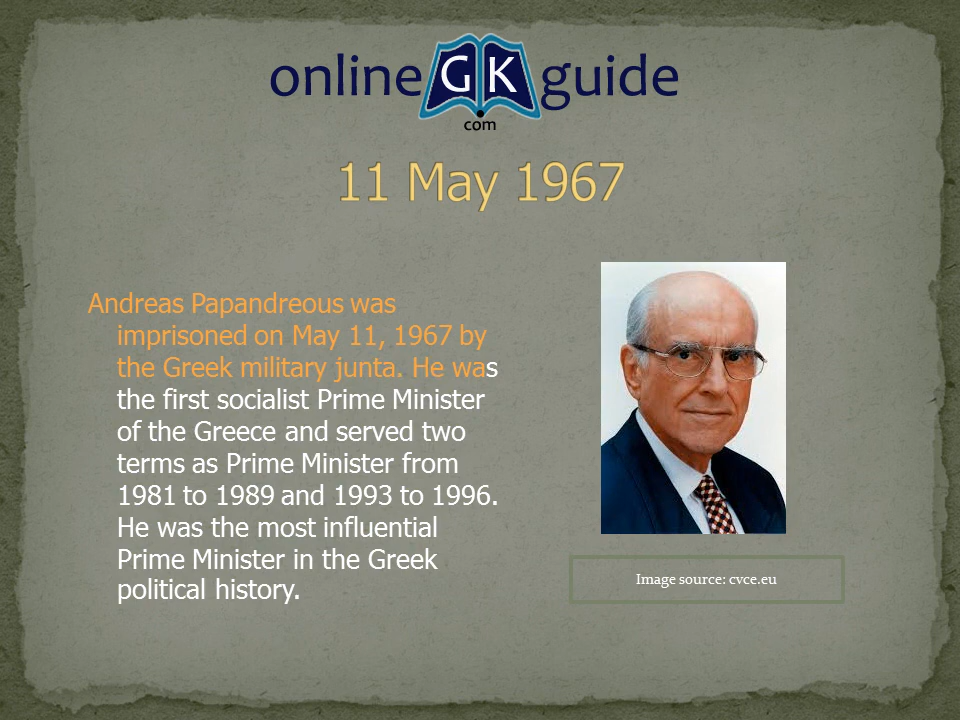 online GK guide
com
11 May 1967
Andreas Papandreous was
imprisoned on May 11, 1967 by
the Greek military junta. He was
the first socialist Prime Minister
of the Greece and served two
terms as Prime Minister from
1981 to 1989 and 1993 to 1996.
He was the most influential
Prime Minister in the Greek
political history.
Image source: cvce.eu